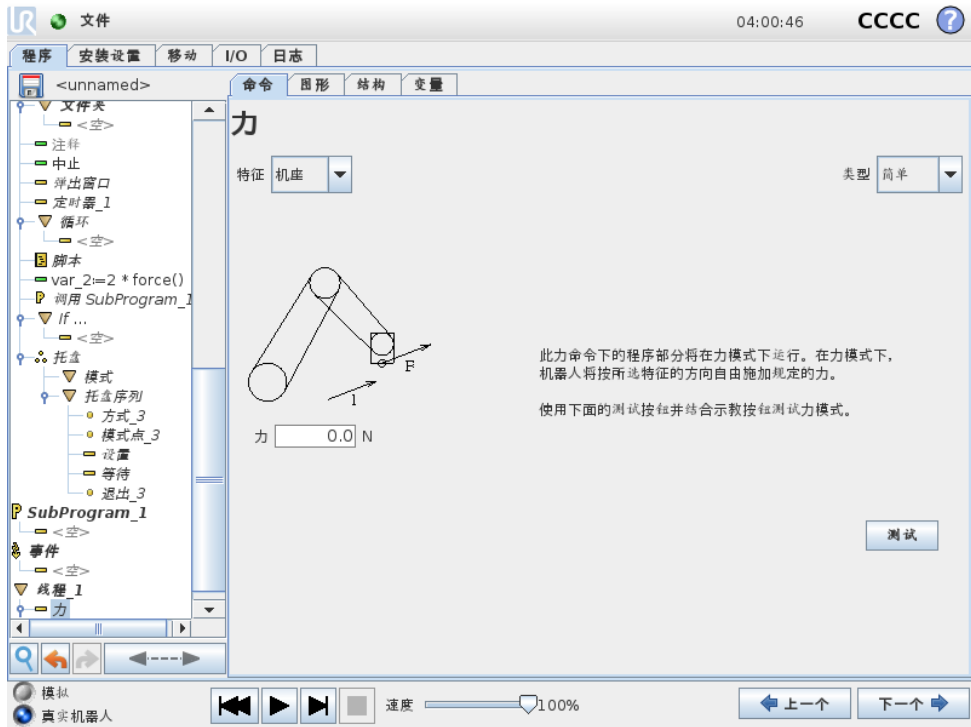 UR 文件 04:00:46 CCCC ?
程序 安装设置 移动 I/O 日志
<unnamed>
命令 图形 结构 变量
文件夹
<空>
注释
中止
弹出窗口
定时器_1
循环
<空>
脚本
var_2:=2 * force()
调用 SubProgram_1
If ...
<空>
托盘
模式
托盘序列
方式_3
模式点_3
设置
等待
退出_3
P SubProgram_1
<空>
事件
<空>
线程_1
力
力
特征 机座
类型 简单
F
1
力 0.0 N
此力命令下的程序部分将在力模式下运行。在力模式下，
机器人将按所选特征的方向自由施加规定的力。
使用下面的测试按钮并结合示教按钮测试力模式。
测试
模拟
真实机器人
速度 100%
上一个 下一个